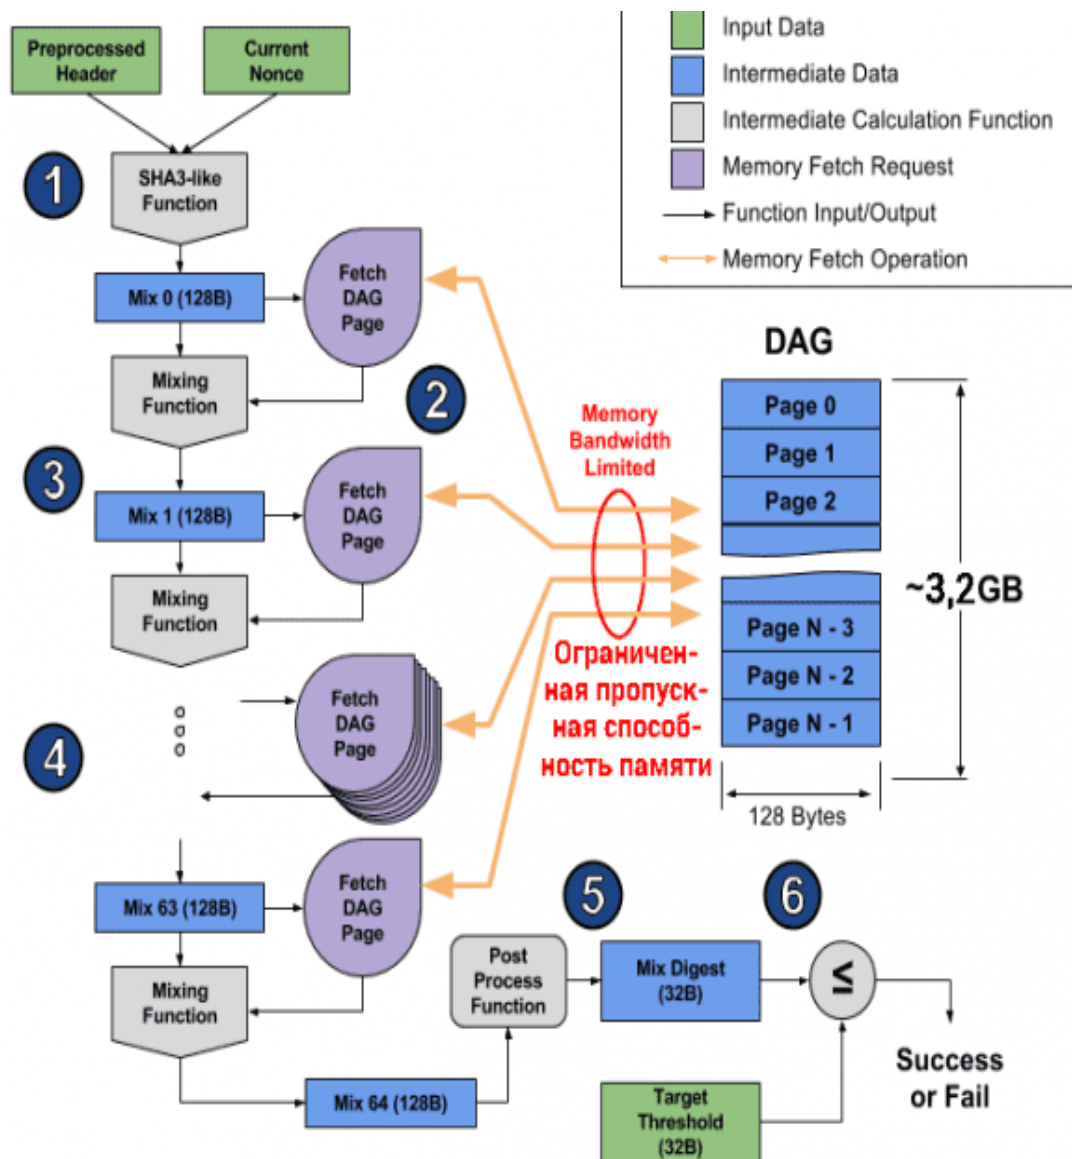 Preprocessed
Header
Current
Nonce
Input Data
Intermediate Data
Intermediate Calculation Function
Memory Fetch Request
Function Input/Output
Memory Fetch Operation
1
SHA3-like
Function
Mix 0 (128B)
Fetch
DAG
Page
Mixing
Function
2
3
Mix 1 (128B)
Fetch
DAG
Page
Mixing
Function
Memory
Bandwidth
Limited
Ограничен-
ная пропуск-
ная способ-
ность памяти
DAG
Page 0
Page 1
Page 2
Page N - 3
Page N - 2
Page N - 1
~3,2GB
128 Bytes
4
Fetch
DAG
Page
Mix 63 (128B)
Fetch
DAG
Page
Mixing
Function
Mix 64 (128B)
Post
Process
Function
5
Mix Digest
(32B)
6
≤
Target
Threshold
(32B)
Success
or Fail